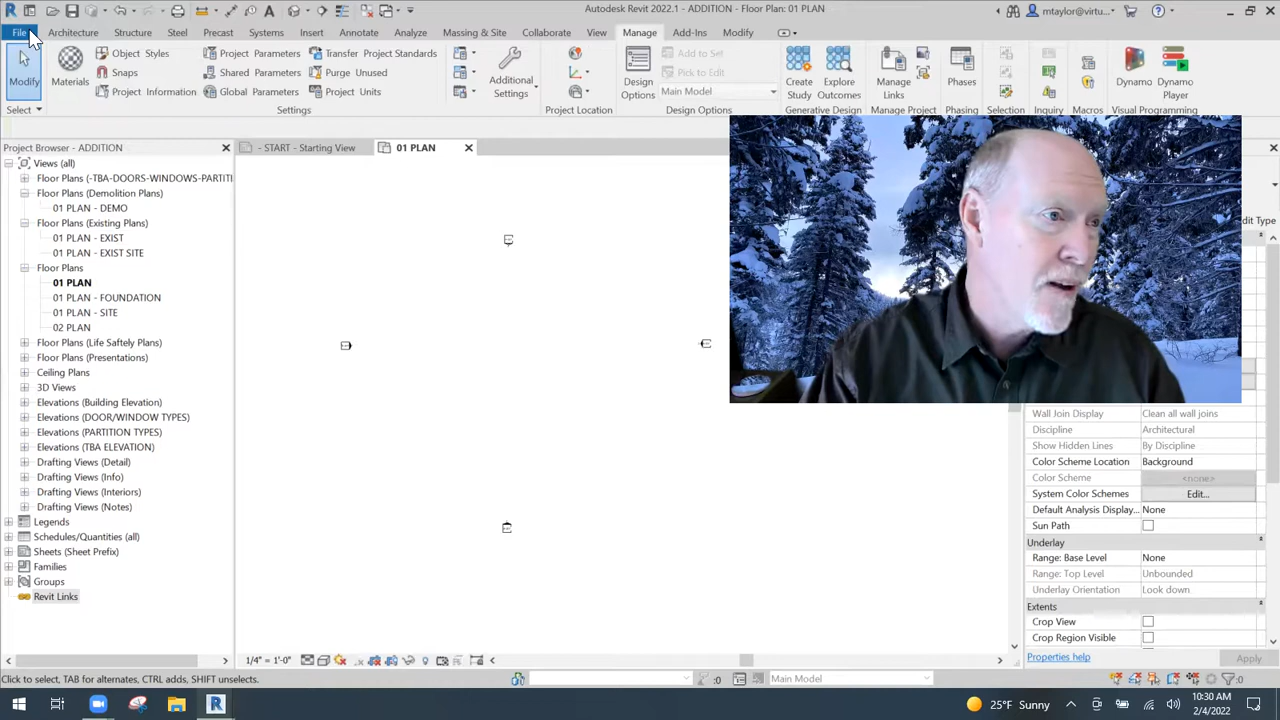 Autodesk Revit 2022.1 - ADDITION - Floor Plan: 01 PLAN
mtaylor@virtu...
File Architecture Structure Steel Precast Systems Insert Annotate Analyze Massing & Site Collaborate View Manage Add-Ins Modify
Modify
Select
Materials
Object Styles
Snaps
Project Information
Project Parameters
Shared Parameters
Global Parameters
Transfer Project Standards
Purge Unused
Project Units
Settings
Additional Settings
Project Location
Design Options
Add to Set
Pick to Edit
Main Model
Design Options
Create Study
Explore Outcomes
Generative Design
Manage Links
Manage Project
Phases
Phasing
Selection
Inquiry
Macros
Dynamo
Dynamo Player
Visual Programming
Project Browser - ADDITION
- START - Starting View
01 PLAN
Views (all)
Floor Plans (-TBA-DOORS-WINDOWS-PARTITI
Floor Plans (Demolition Plans)
01 PLAN - DEMO
Floor Plans (Existing Plans)
01 PLAN - EXIST
01 PLAN - EXIST SITE
Floor Plans
01 PLAN
01 PLAN - FOUNDATION
01 PLAN - SITE
02 PLAN
Floor Plans (Life Saftely Plans)
Floor Plans (Presentations)
Ceiling Plans
3D Views
Elevations (Building Elevation)
Elevations (DOOR/WINDOW TYPES)
Elevations (PARTITION TYPES)
Elevations (TBA ELEVATION)
Drafting Views (Detail)
Drafting Views (Info)
Drafting Views (Interiors)
Drafting Views (Notes)
Legends
Schedules/Quantities (all)
Sheets (Sheet Prefix)
Families
Groups
Revit Links
dit Type
Wall Join Display Clean all wall joins
Discipline Architectural
Show Hidden Lines By Discipline
Color Scheme Location Background
Color Scheme <none>
System Color Schemes Edit...
Default Analysis Display... None
Sun Path
Underlay
Range: Base Level None
Range: Top Level Unbounded
Underlay Orientation Look down
Extents
Crop View
Crop Region Visible
Properties help Apply
1/4" = 1'-0"
Click to select, TAB for alternates, CTRL adds, SHIFT unselects.
:0
Main Model
:0
25°F Sunny
10:30 AM
2/4/2022